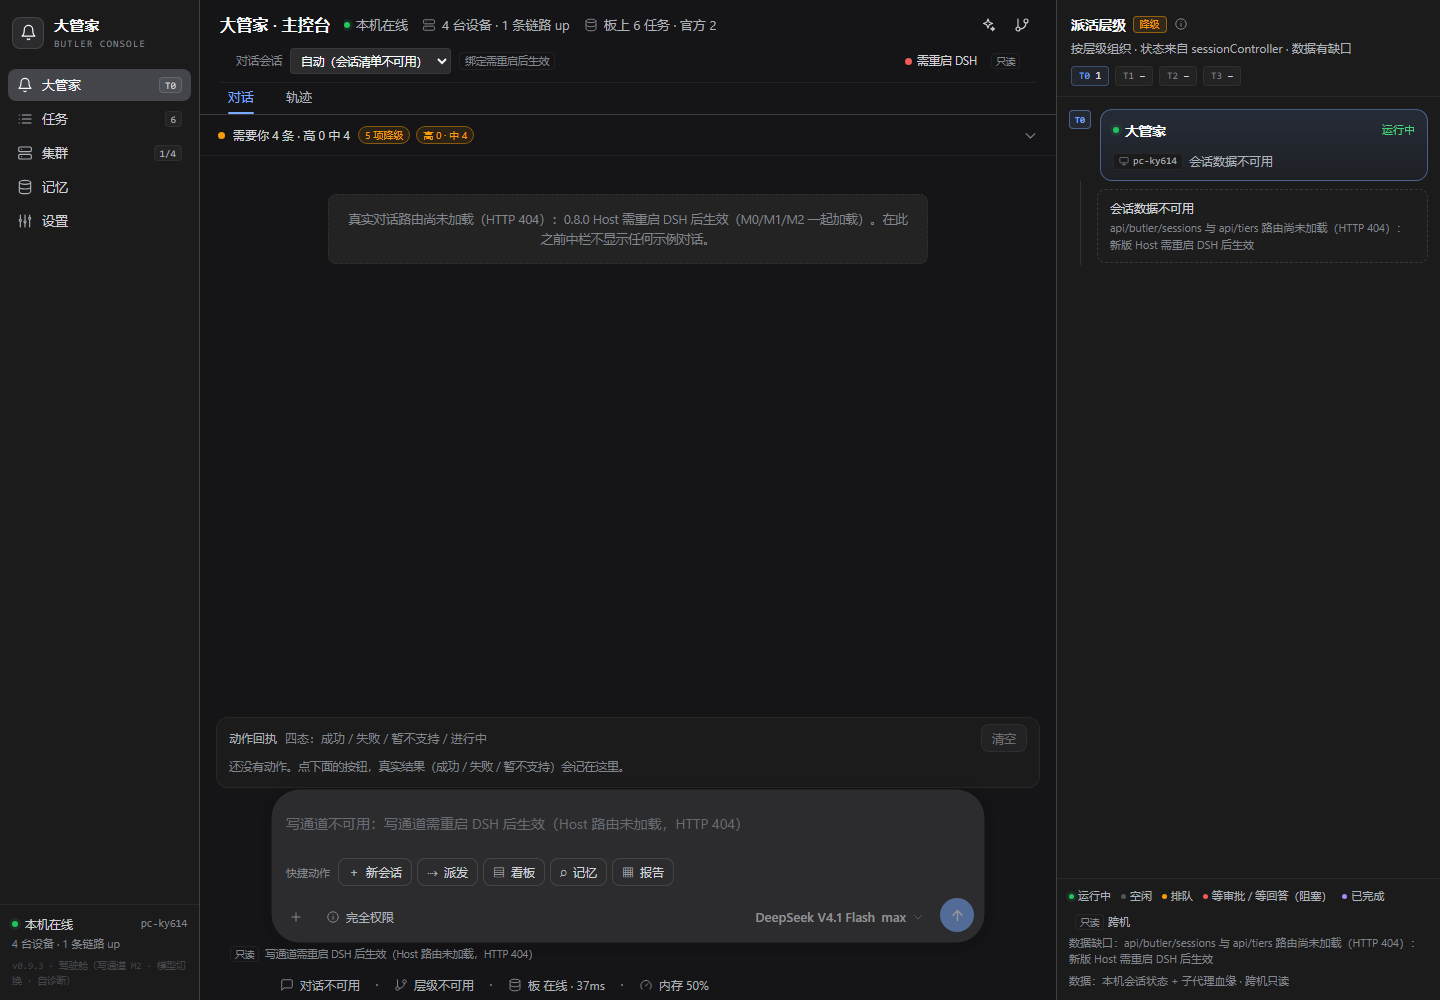 大管家
BUTLER CONSOLE
大管家 T0
任务 6
集群 1/4
记忆
设置
本机在线 pc-ky614
4 台设备 · 1 条链路 up
v0.9.3 · 驾驶舱（写通道 M2 · 模型切
换 · 自诊断）
大管家 · 主控台 本机在线 4 台设备 · 1 条链路 up 板上 6 任务 · 官方 2
对话会话 自动（会话清单不可用） 绑定需重启后生效 需重启 DSH 只读
对话 轨迹
需要你 4 条 · 高 0 中 4 5 项降级 高 0 · 中 4
真实对话路由尚未加载（HTTP 404）：0.8.0 Host 需重启 DSH 后生效（M0/M1/M2 一起加载）。在此
之前中栏不显示任何示例对话。
动作回执 四态：成功 / 失败 / 暂不支持 / 进行中 清空
还没有动作。点下面的按钮，真实结果（成功 / 失败 / 暂不支持）会记在这里。
写通道不可用：写通道需重启 DSH 后生效（Host 路由未加载，HTTP 404）
快捷动作 + 新会话 派发 看板 记忆 报告
+ 完全权限 DeepSeek V4.1 Flash max
只读 写通道需重启 DSH 后生效（Host 路由未加载，HTTP 404）
对话不可用 · 层级不可用 · 板 在线 · 37ms · 内存 50%
派活层级 降级
按层级组织 · 状态来自 sessionController · 数据有缺口
T0 1 T1 – T2 – T3 –
T0 大管家 运行中
pc-ky614 会话数据不可用
会话数据不可用
api/butler/sessions 与 api/tiers 路由尚未加载（HTTP 404）：
新版 Host 需重启 DSH 后生效
运行中 空闲 排队 等审批 / 等回答（阻塞） 已完成
只读 跨机
数据缺口：api/butler/sessions 与 api/tiers 路由尚未加载（HTTP 404）：
新版 Host 需重启 DSH 后生效
数据：本机会话状态 + 子代理血缘 · 跨机只读